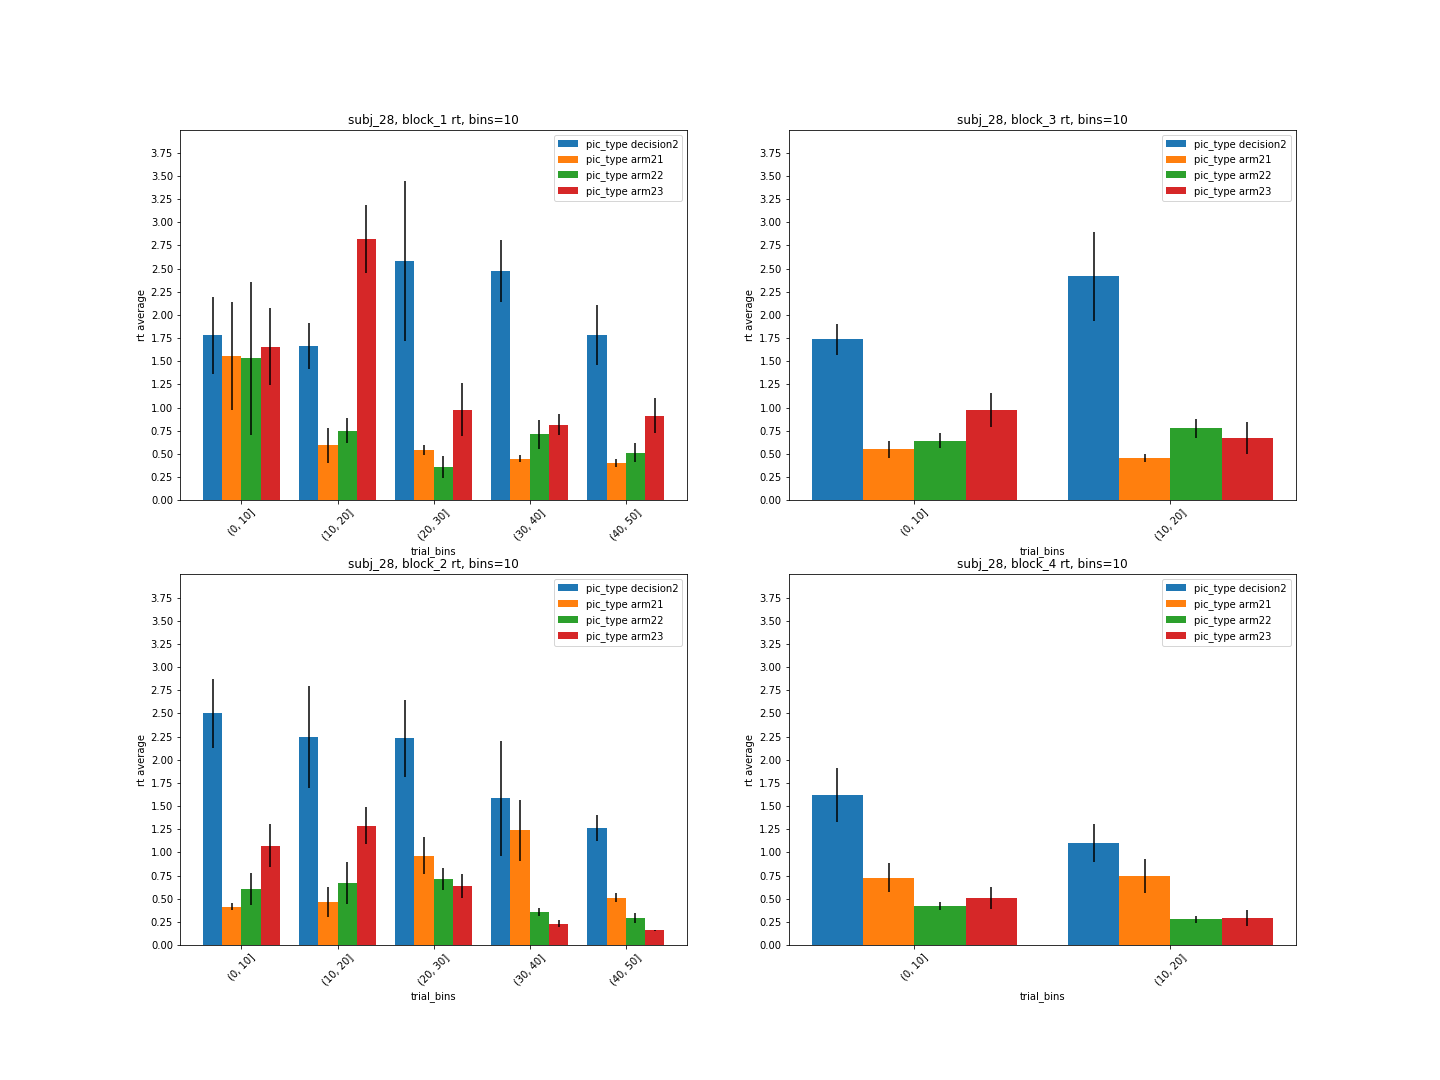 subj_28, block_1 rt, bins=10
pic_type decision2
pic_type arm21
pic_type arm22
pic_type arm23
3.75
3.50
3.25
3.00
2.75
2.50
2.25
2.00
1.75
1.50
1.25
1.00
0.75
0.50
0.25
0.00
rt average
(0, 10]
(10, 20]
(20, 30]
(30, 40]
(40, 50]
trial_bins
subj_28, block_3 rt, bins=10
pic_type decision2
pic_type arm21
pic_type arm22
pic_type arm23
3.75
3.50
3.25
3.00
2.75
2.50
2.25
2.00
1.75
1.50
1.25
1.00
0.75
0.50
0.25
0.00
rt average
(0, 10]
(10, 20]
trial_bins
subj_28, block_2 rt, bins=10
pic_type decision2
pic_type arm21
pic_type arm22
pic_type arm23
3.75
3.50
3.25
3.00
2.75
2.50
2.25
2.00
1.75
1.50
1.25
1.00
0.75
0.50
0.25
0.00
rt average
(0, 10]
(10, 20]
(20, 30]
(30, 40]
(40, 50]
trial_bins
subj_28, block_4 rt, bins=10
pic_type decision2
pic_type arm21
pic_type arm22
pic_type arm23
3.75
3.50
3.25
3.00
2.75
2.50
2.25
2.00
1.75
1.50
1.25
1.00
0.75
0.50
0.25
0.00
rt average
(0, 10]
(10, 20]
trial_bins